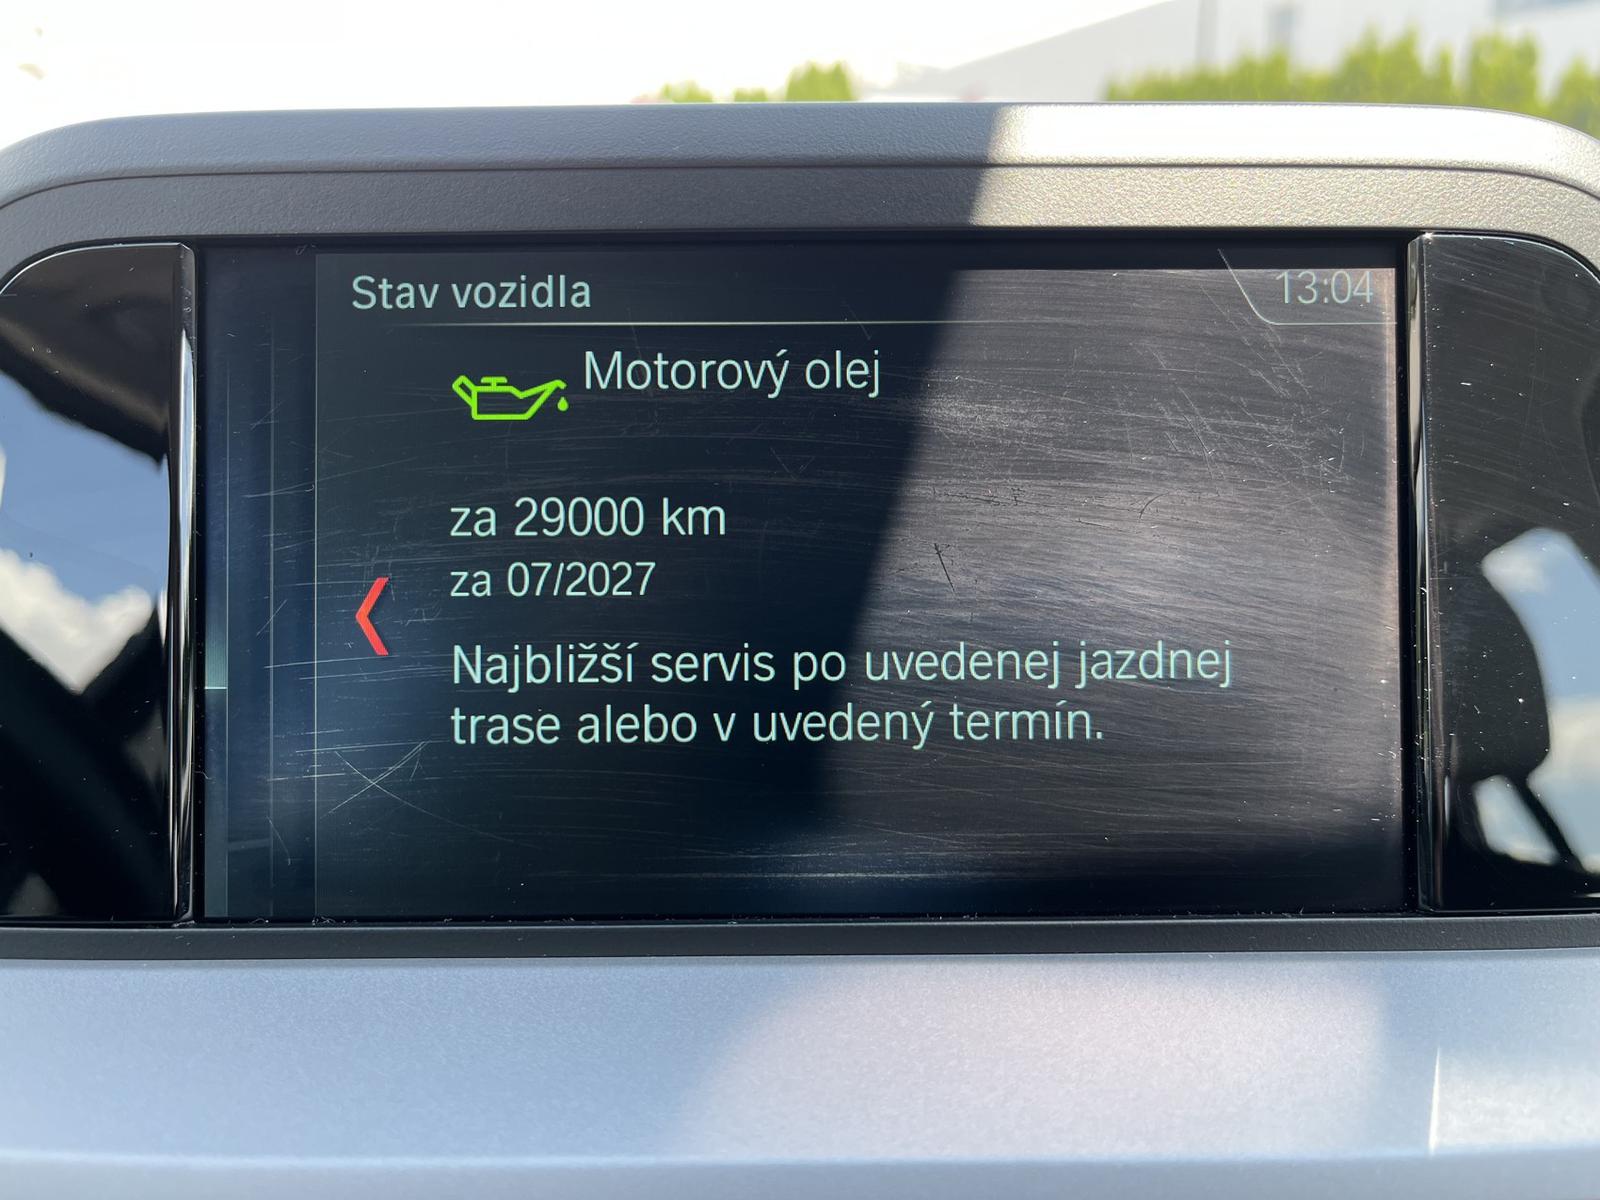 Stav vozidla
13:04
Motorový olej
za 29000 km
za 07/2027
Najbližší servis po uvedenej jazdnej
trase alebo v uvedený termín.